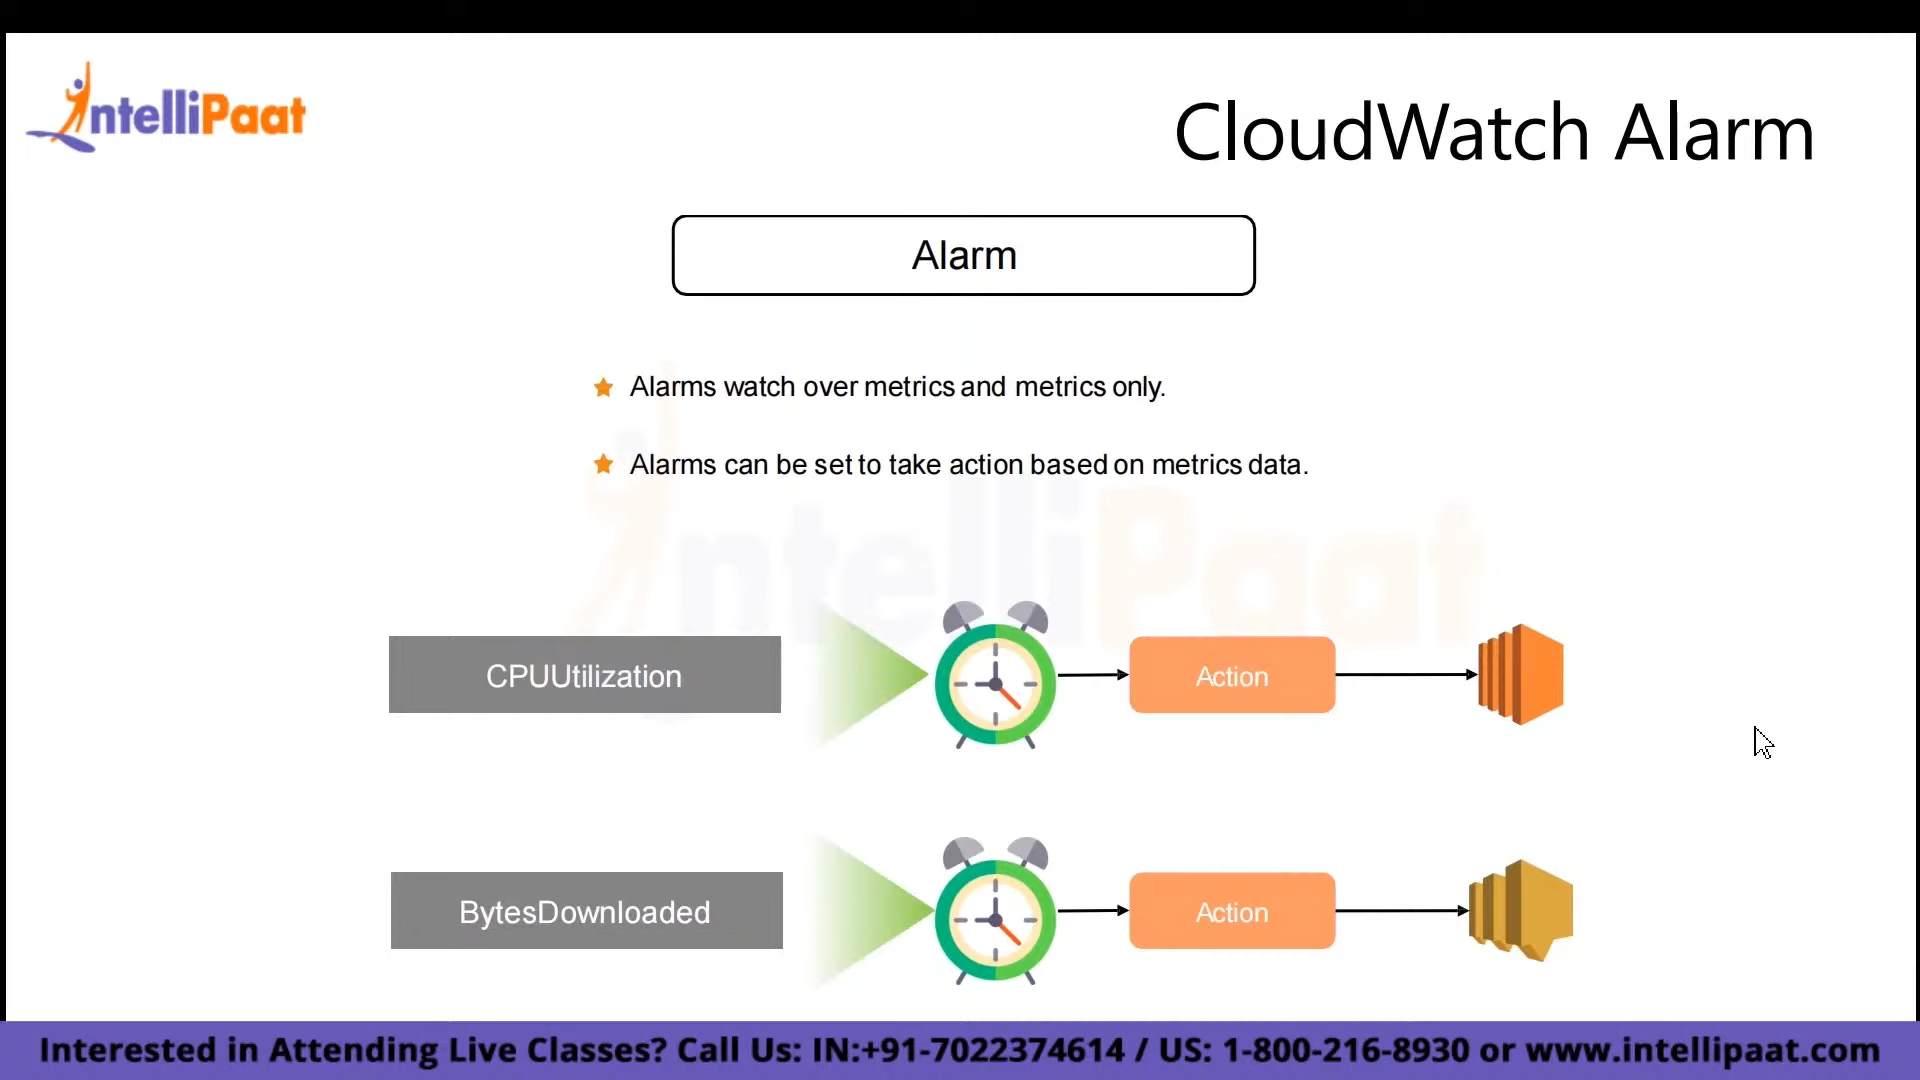 IntelliPaat
CloudWatch Alarm
Alarm
Alarms watch over metrics and metrics only.
Alarms can be set to take action based on metrics data.
IntelliPaat
CPUUtilization
Action
BytesDownloaded
Action
Interested in Attending Live Classes? Call Us: IN:+91-7022374614 / US: 1-800-216-8930 or www.intellipaat.com